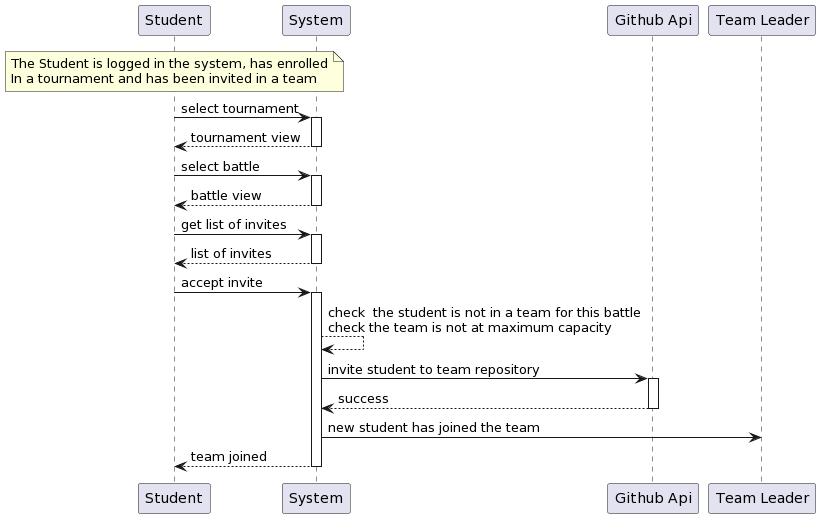 Student System Github Api Team Leader
The Student is logged in the system, has enrolled
In a tournament and has been invited in a team
select tournament
tournament view
select battle
battle view
get list of invites
list of invites
accept invite
check  the student is not in a team for this battle
check the team is not at maximum capacity
invite student to team repository
success
new student has joined the team
team joined
Student System Github Api Team Leader